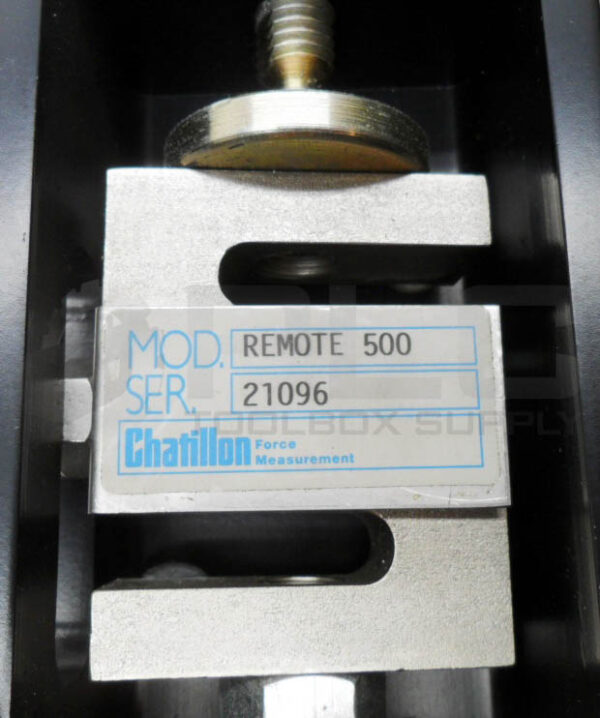 MOD. REMOTE 500
SER. 21096
TOOLBOX SUPPLY
Chatillon Force
Measurement